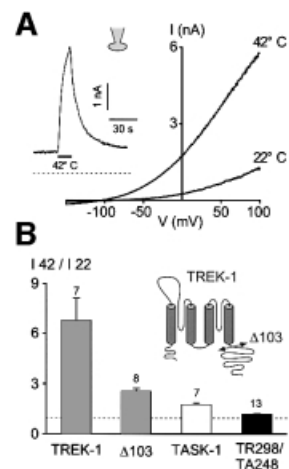 A
I (nA)
6
42° C
1 nA
30 s
42° C
3
22° C
-100
-50
50
100
V (mV)
B
I 42 / I 22
9
7
TREK-1
6
Δ103
3
8
7
13
0
TREK-1
Δ103
TASK-1
TR298/
TA248